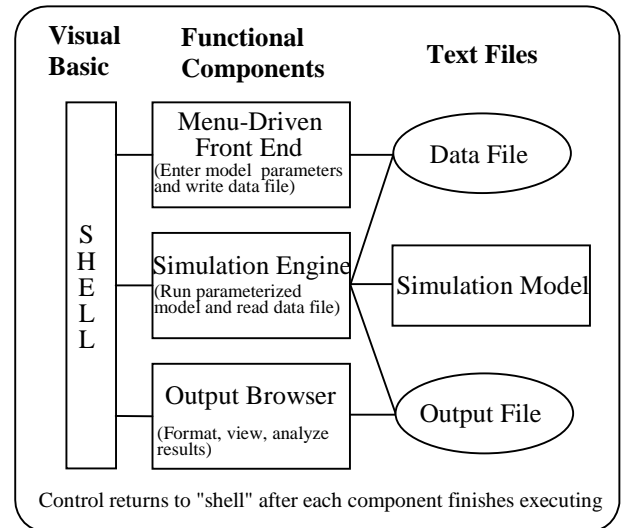 Visual
Basic
Functional
Components
Text Files
S
H
E
L
L
Menu-Driven
Front End
(Enter model parameters
and write data file)
Data File
Simulation Engine
(Run parameterized
model and read data file)
Simulation Model
Output Browser
(Format, view, analyze
results)
Output File
Control returns to "shell" after each component finishes executing